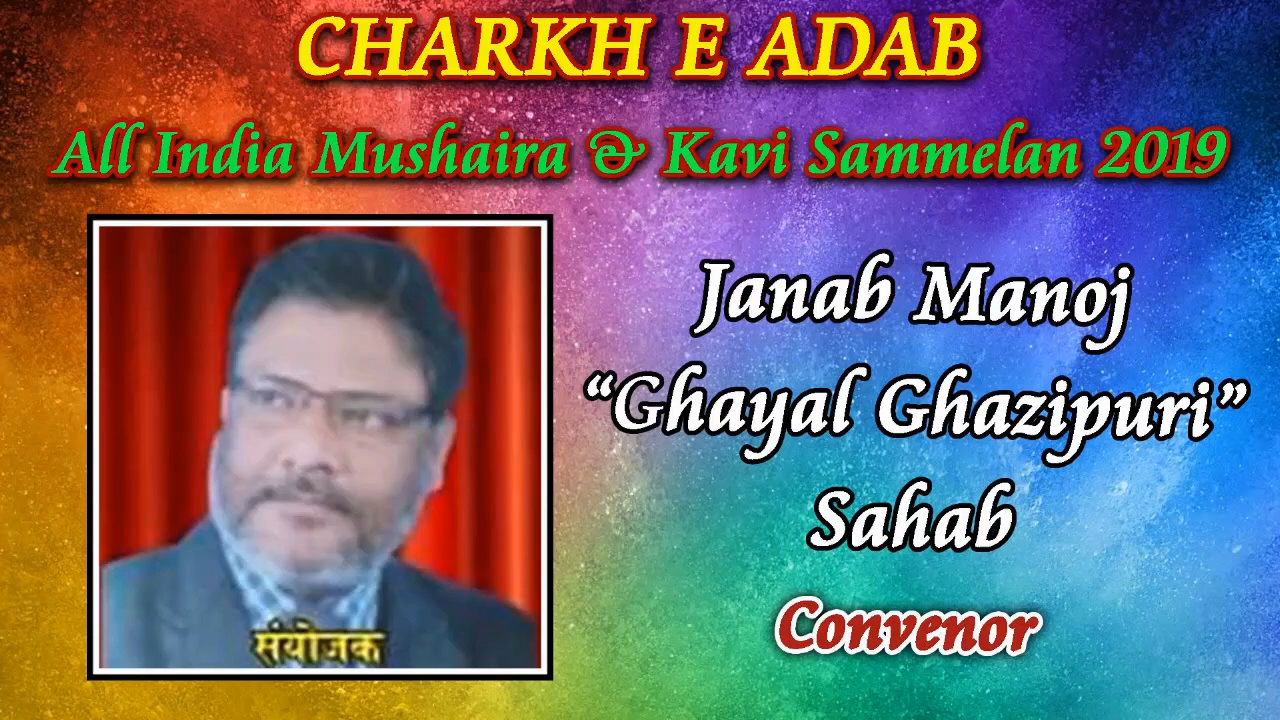 CHARKH E ADAB
All India Mushaira & Kavi Sammelan 2019
Janab Manoj
“Ghayal Ghazipuri”
Sahab
Convenor
संयोजक